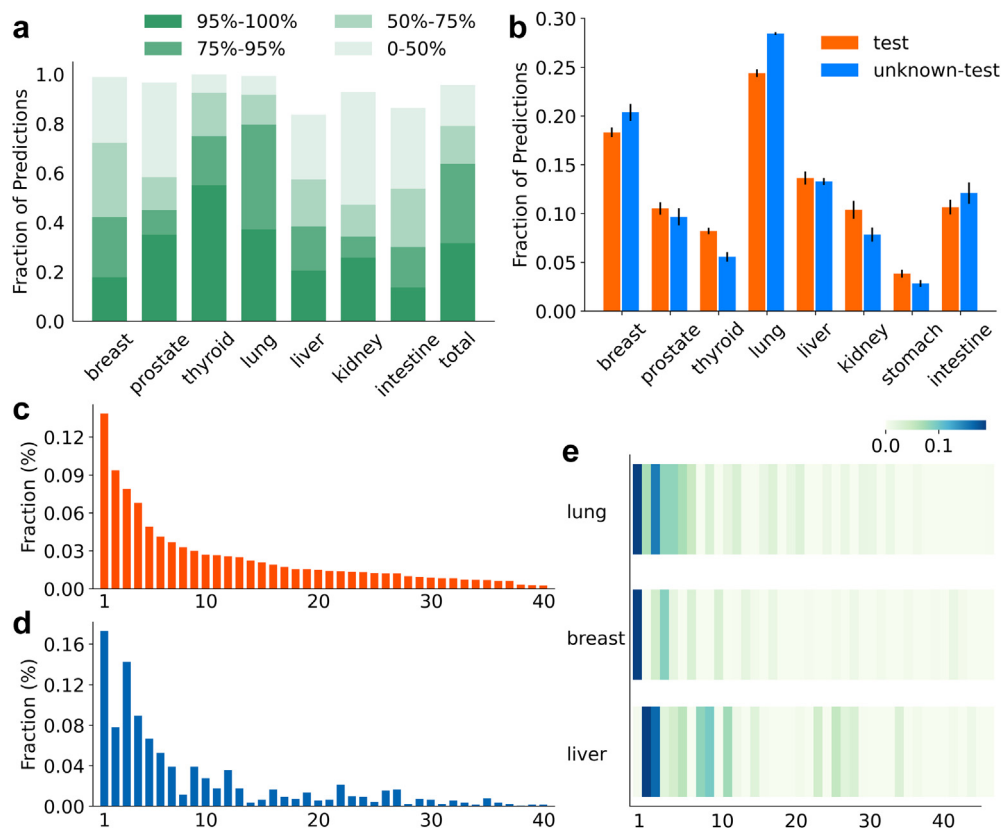 a
95%-100%
50%-75%
75%-95%
0-50%
Fraction of Predictions
1.0
0.8
0.6
0.4
0.2
0.0
breast
prostate
thyroid
lung
liver
kidney
intestine
total
b
test
unknown-test
Fraction of Predictions
0.30
0.25
0.20
0.15
0.10
0.05
0.00
breast
prostate
thyroid
lung
liver
kidney
stomach
intestine
c
Fraction (%)
0.12
0.09
0.06
0.03
0.00
1 10 20 30 40
d
Fraction (%)
0.16
0.12
0.08
0.04
0.00
1 10 20 30 40
e
0.0 0.1
lung
breast
liver
1 10 20 30 40